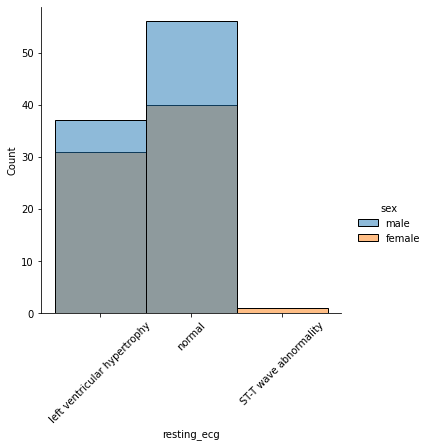 50
40
30
20
10
0
Count
left ventricular hypertrophy
normal
ST-T wave abnormality
resting_ecg
sex
male
female